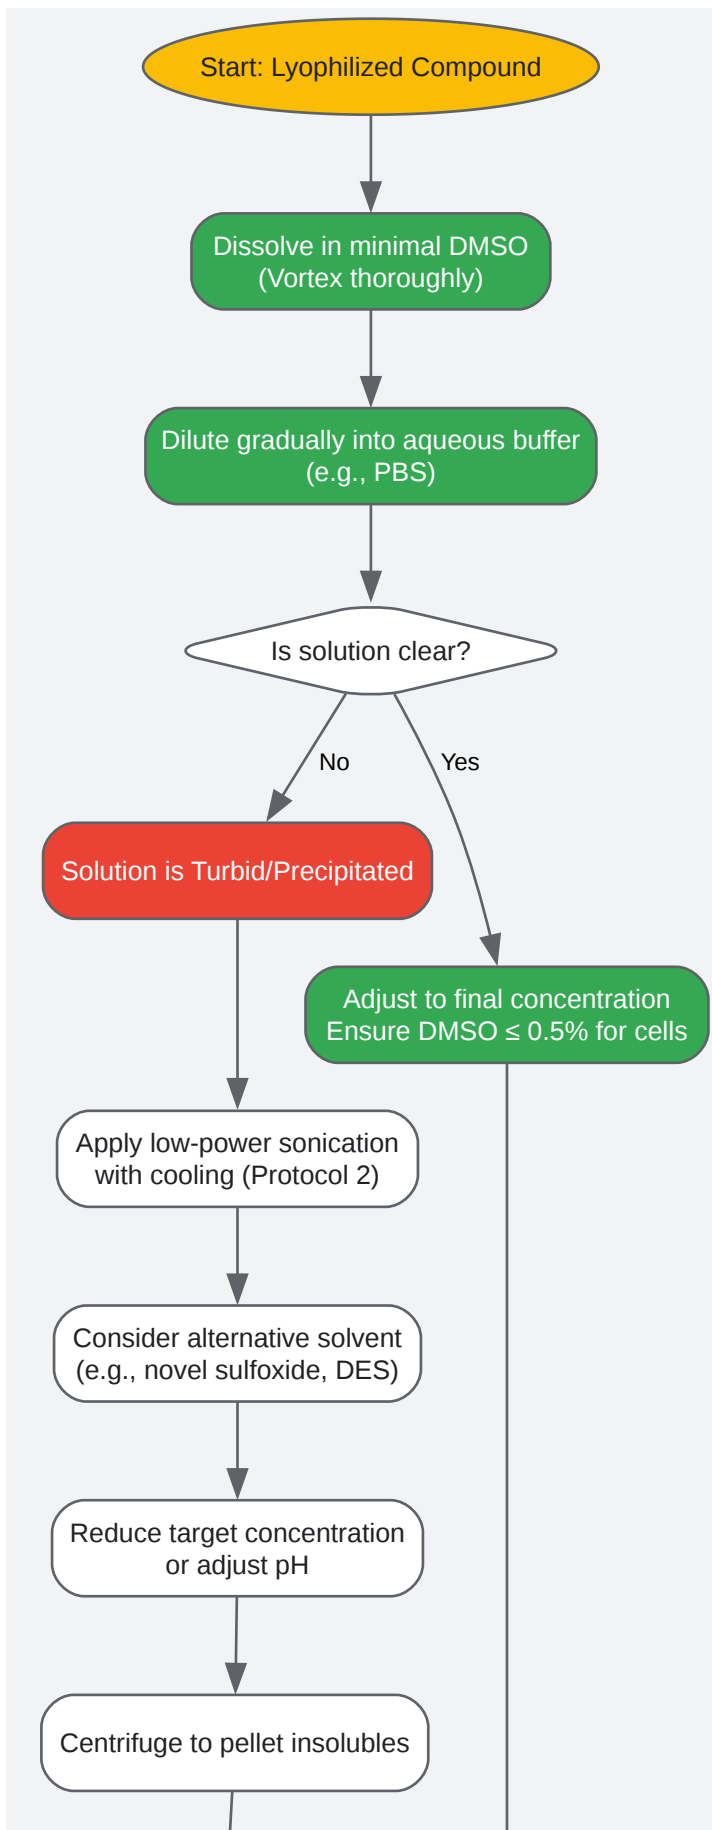 Start: Lyophilized Compound
Dissolve in minimal DMSO
(Vortex thoroughly)
Dilute gradually into aqueous buffer
(e.g., PBS)
Is solution clear?
No
Yes
Solution is Turbid/Precipitated
Adjust to final concentration
Ensure DMSO ≤ 0.5% for cells
Apply low-power sonication
with cooling (Protocol 2)
Consider alternative solvent
(e.g., novel sulfoxide, DES)
Reduce target concentration
or adjust pH
Centrifuge to pellet insolubles